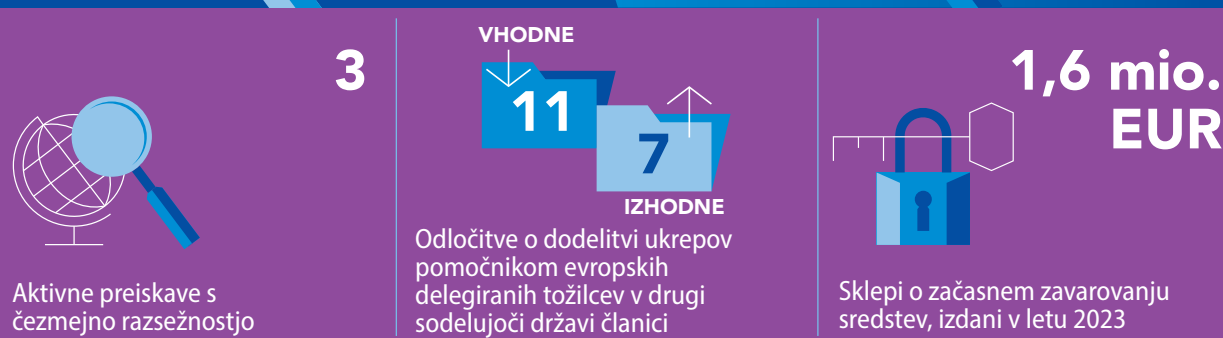 3
Aktivne preiskave s
čezmejno razsežnostjo
VHODNE
11
7
IZHODNE
Odločitve o dodelitvi ukrepov
pomočnikom evropskih
delegiranih tožilcev v drugi
sodelujoči državi članici
1,6 mio.
EUR
Sklepi o začasnem zavarovanju
sredstev, izdani v letu 2023